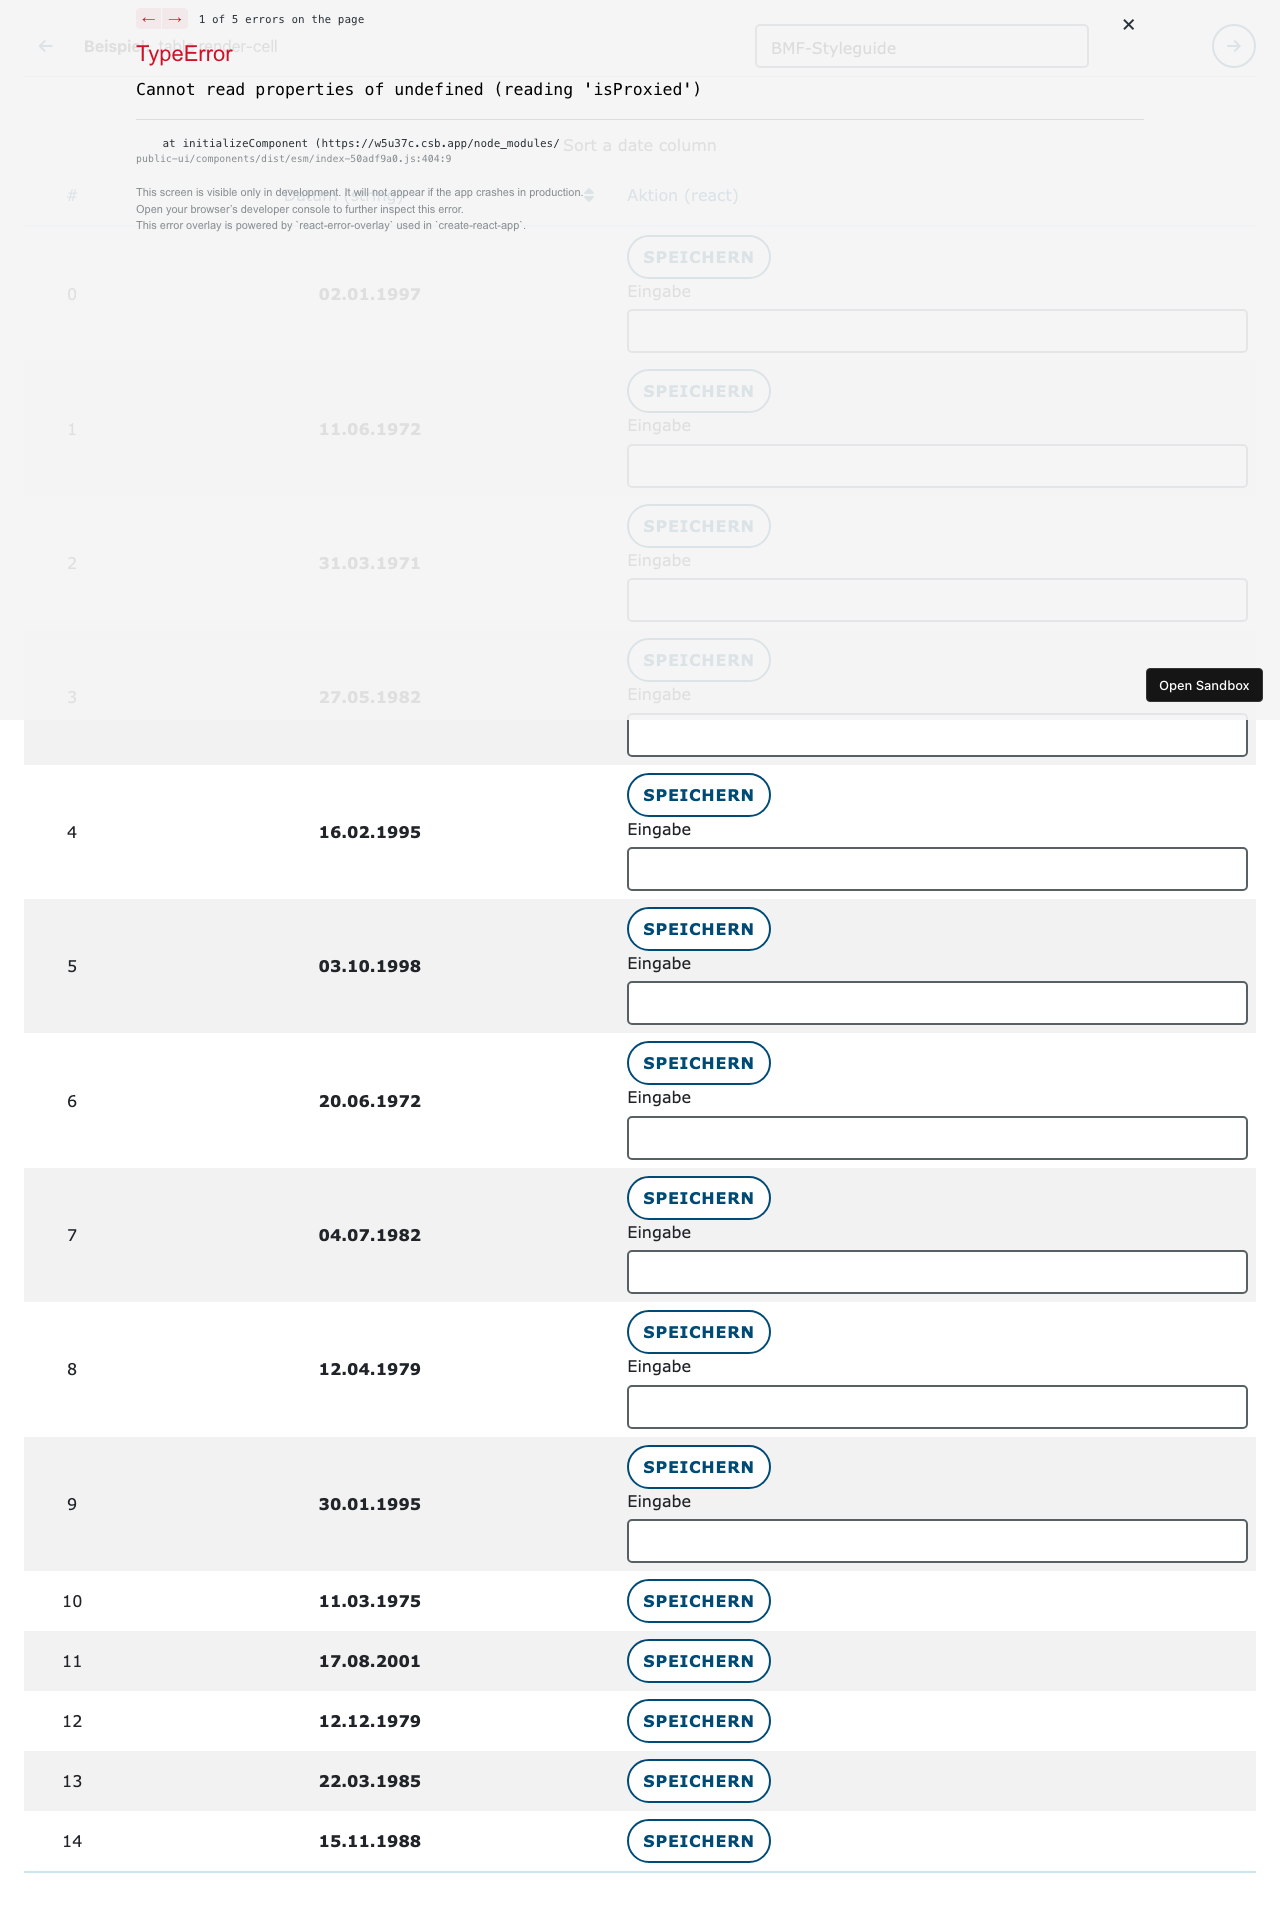 ← → 1 of 5 errors on the page
Beispiel table render-cell
BMF-Styleguide
TypeError
Cannot read properties of undefined (reading 'isProxied')
at initializeComponent (https://w5u37c.csb.app/node_modules/
public-ui/components/dist/esm/index-50adf9a0.js:404:9
Sort a date column
This screen is visible only in development. It will not appear if the app crashes in production.
# Datum (string) Aktion (react)
Open your browser’s developer console to further inspect this error.
This error overlay is powered by `react-error-overlay` used in `create-react-app`.
0 02.01.1997 SPEICHERN
Eingabe
1 11.06.1972 SPEICHERN
Eingabe
2 31.03.1971 SPEICHERN
Eingabe
3 27.05.1982 SPEICHERN
Eingabe
Open Sandbox
4 16.02.1995 SPEICHERN
Eingabe
5 03.10.1998 SPEICHERN
Eingabe
6 20.06.1972 SPEICHERN
Eingabe
7 04.07.1982 SPEICHERN
Eingabe
8 12.04.1979 SPEICHERN
Eingabe
9 30.01.1995 SPEICHERN
Eingabe
10 11.03.1975 SPEICHERN
11 17.08.2001 SPEICHERN
12 12.12.1979 SPEICHERN
13 22.03.1985 SPEICHERN
14 15.11.1988 SPEICHERN